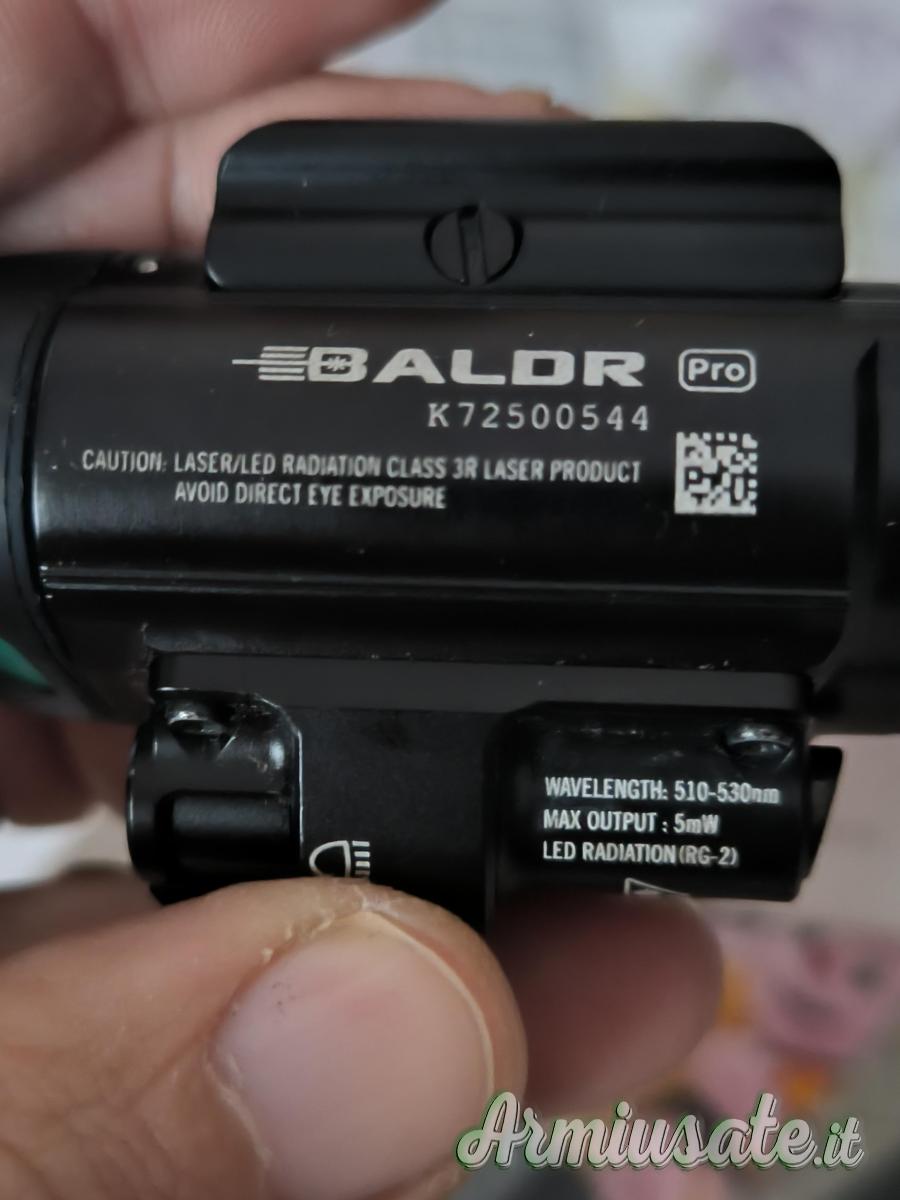 BALDR Pro
K72500544
CAUTION: LASER/LED RADIATION CLASS 3R LASER PRODUCT
AVOID DIRECT EYE EXPOSURE
WAVELENGTH: 510-530nm
MAX OUTPUT : 5mW
LED RADIATION(RG-2)
Armiusate.it